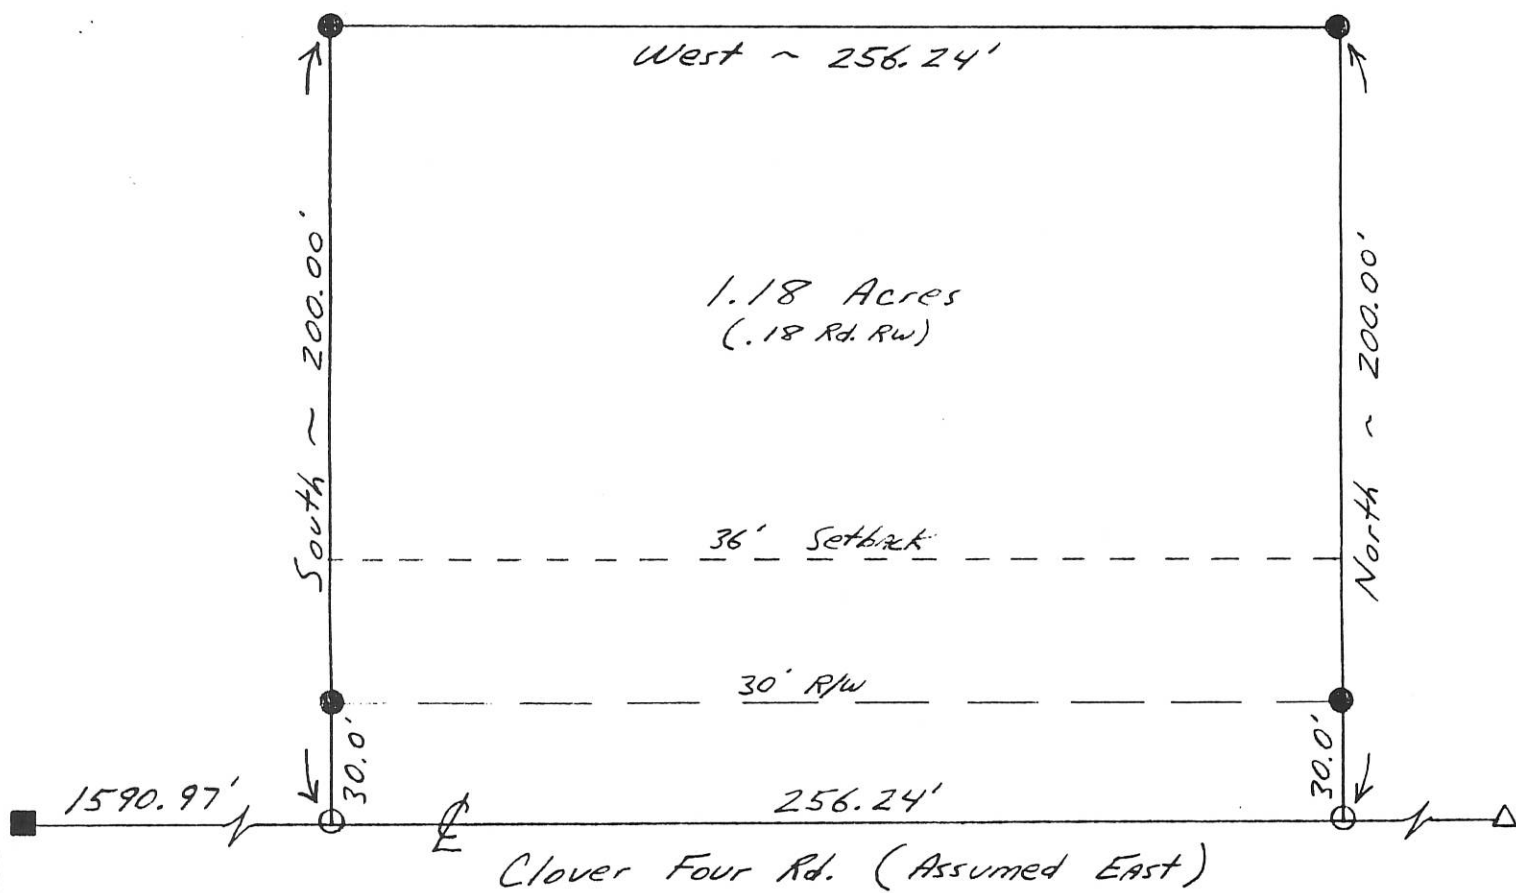 West ~ 256.24'
South ~ 200.00'
North ~ 200.00'
1.18 Acres
(.18 Rd. RW)
36' Setback
30' R/W
30.0'
30.0'
1590.97'
℄
256.24'
Clover Four Rd. (Assumed East)